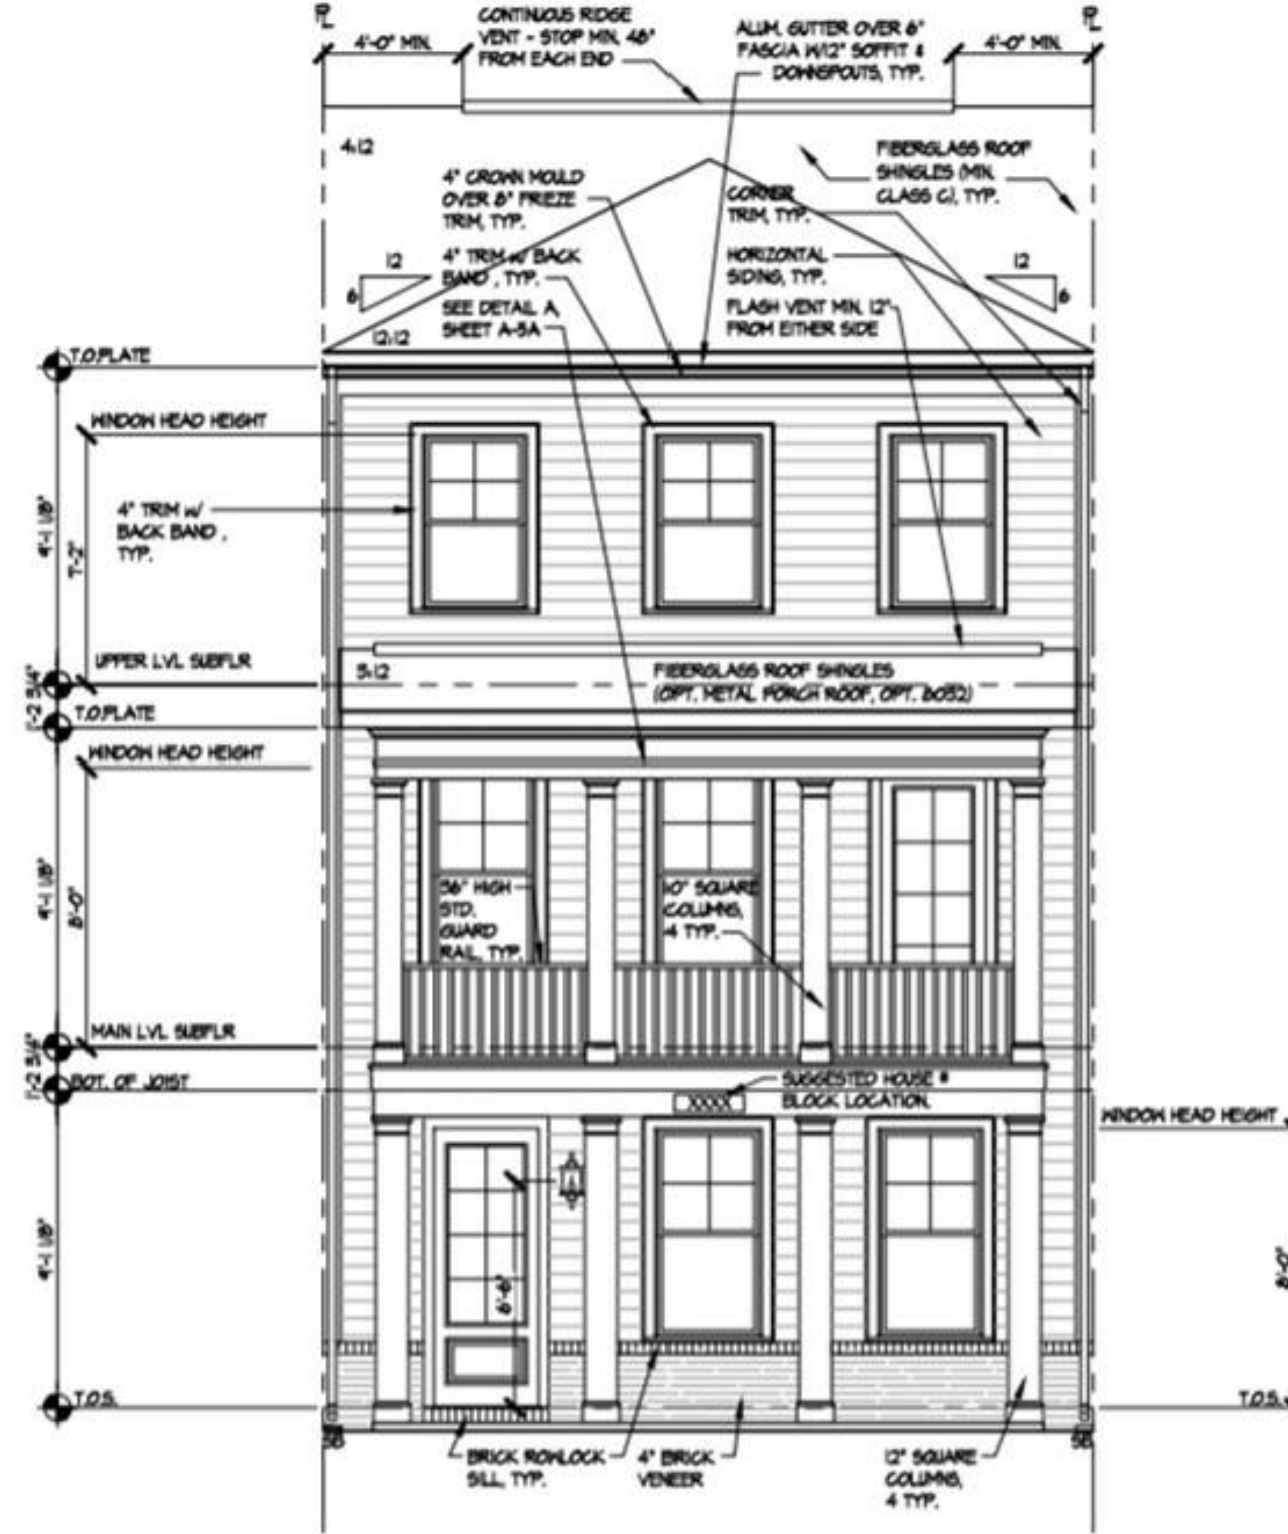 PL
PL
4'-0" MIN.
CONTINUOUS RIDGE
VENT - STOP MIN. 48"
FROM EACH END
ALUM. GUTTER OVER 6"
FASCIA W/12" SOFFIT &
DOWNSPOUTS, TYP.
4'-0" MIN.
4:12
4" CROWN MOULD
OVER 8" FRIEZE
TRIM, TYP.
FIBERGLASS ROOF
SHINGLES (MIN.
CLASS C), TYP.
CORNER
TRIM, TYP.
12
6
4" TRIM W/ BACK
BAND, TYP.
HORIZONTAL
SIDING, TYP.
12
6
SEE DETAIL A,
SHEET A-5A
FLASH VENT MIN. 12"
FROM EITHER SIDE
12:12
T.O.PLATE
WINDOW HEAD HEIGHT
4" TRIM W/
BACK BAND,
TYP.
9'-1 1/8"
7'-2"
UPPER LVL SUBFLR
5:12
FIBERGLASS ROOF SHINGLES
(OPT. METAL PORCH ROOF, OPT. 6032)
1'-2 3/4"
T.O.PLATE
WINDOW HEAD HEIGHT
9'-1 1/8"
8'-0"
36" HIGH
STD.
GUARD
RAIL, TYP.
10" SQUARE
COLUMNS,
4 TYP.
MAIN LVL SUBFLR
1'-2 3/4"
BOT. OF JOIST
SUGGESTED HOUSE #
BLOCK LOCATION.
XXXX
WINDOW HEAD HEIGHT
9'-1 1/8"
6'-6"
8'-0"
T.O.S.
T.O.S.
SB
SB
BRICK ROWLOCK
SILL, TYP.
4" BRICK
VENEER
12" SQUARE
COLUMNS,
4 TYP.